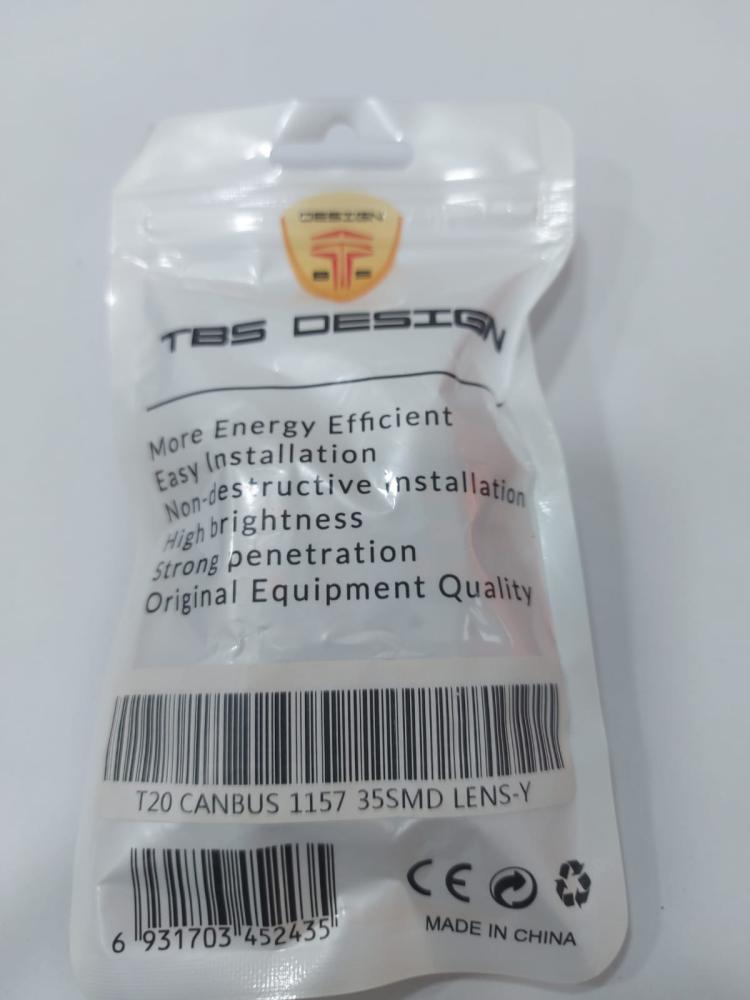 DESIGN
B S
TBS DESIGN
More Energy Efficient
Easy Installation
Non-destructive installation
High brightness
Strong penetration
Original Equipment Quality
T20 CANBUS 1157 35SMD LENS-Y
6 931703 452435
CE
MADE IN CHINA